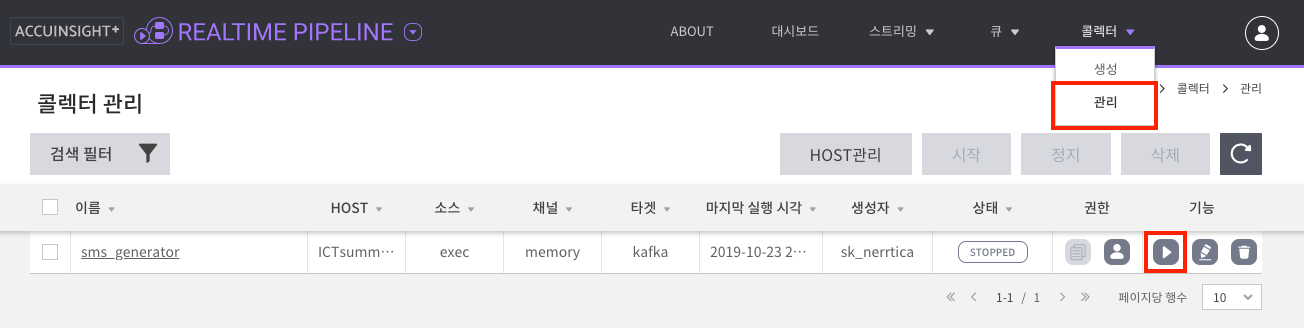 ACCUINSIGHT+ REALTIME PIPELINE ABOUT 대시보드 스트리밍 큐 콜렉터
생성
관리
콜렉터 관리
콜렉터 관리
검색 필터 HOST관리 시작 정지 삭제
이름 HOST 소스 채널 타겟 마지막 실행 시각 생성자 상태 권한 기능
sms_generator ICTsumm··· exec memory kafka 2019-10-23 2··· sk_nerrtica STOPPED
1-1 / 1 페이지당 행수 10